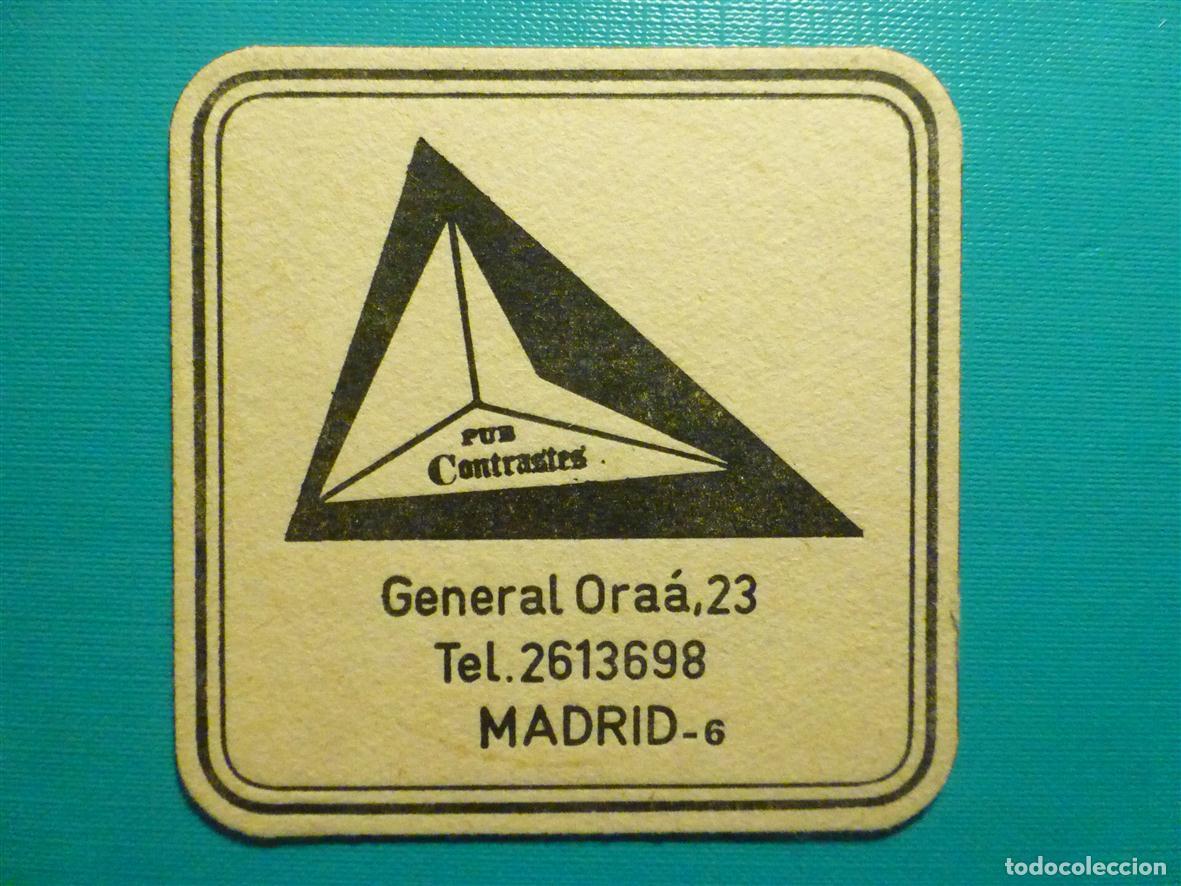 PUB
Contrastes
General Oraá,23
Tel.2613698
MADRID-6
todocoleccion